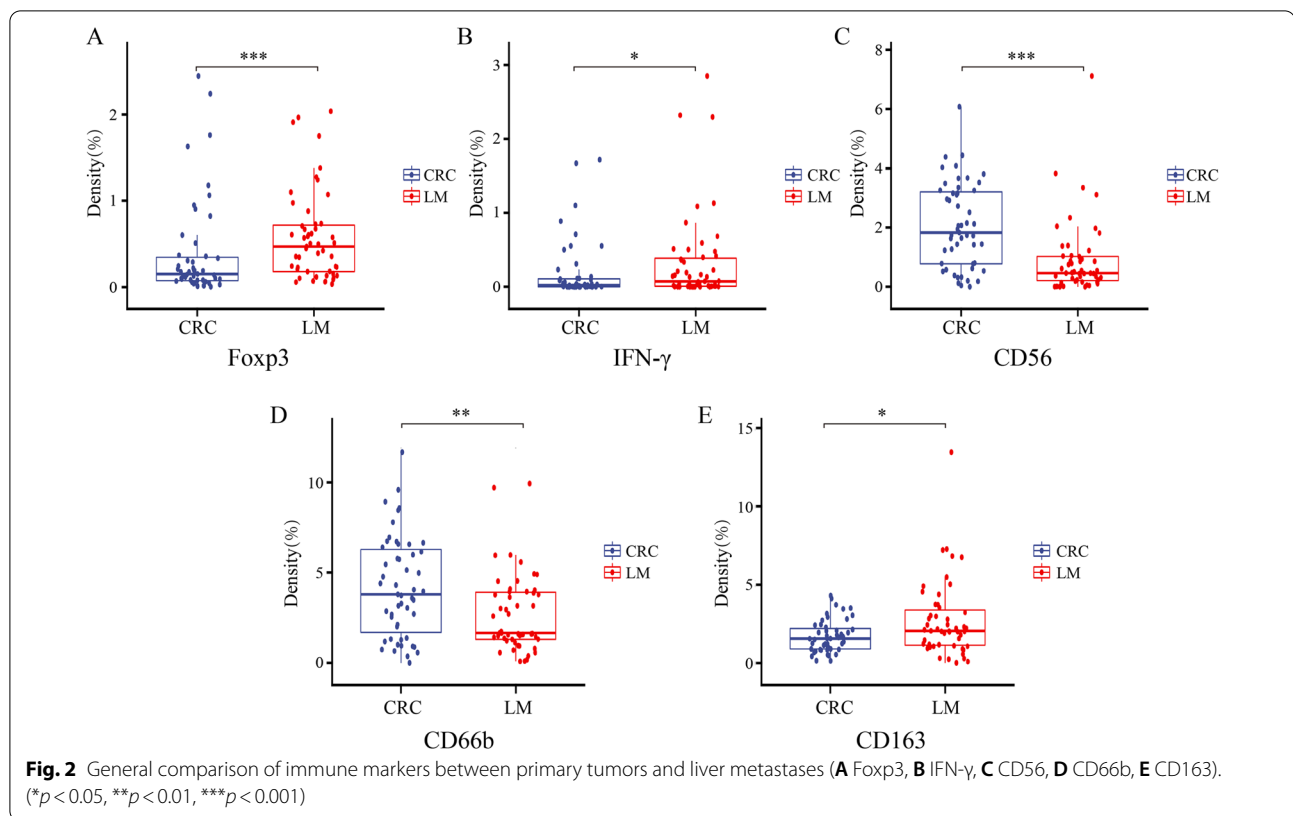 A
***
Density(%)
2
1
0
CRC
LM
CRC LM
Foxp3
B
*
Density(%)
3
2
1
0
CRC
LM
CRC LM
IFN-γ
C
***
Density(%)
8
6
4
2
0
CRC
LM
CRC LM
CD56
D
**
Density(%)
10
5
0
CRC
LM
CRC LM
CD66b
E
*
Density(%)
15
10
5
0
CRC
LM
CRC LM
CD163
Fig. 2 General comparison of immune markers between primary tumors and liver metastases (A Foxp3, B IFN-γ, C CD56, D CD66b, E CD163).
(*p < 0.05, **p < 0.01, ***p < 0.001)